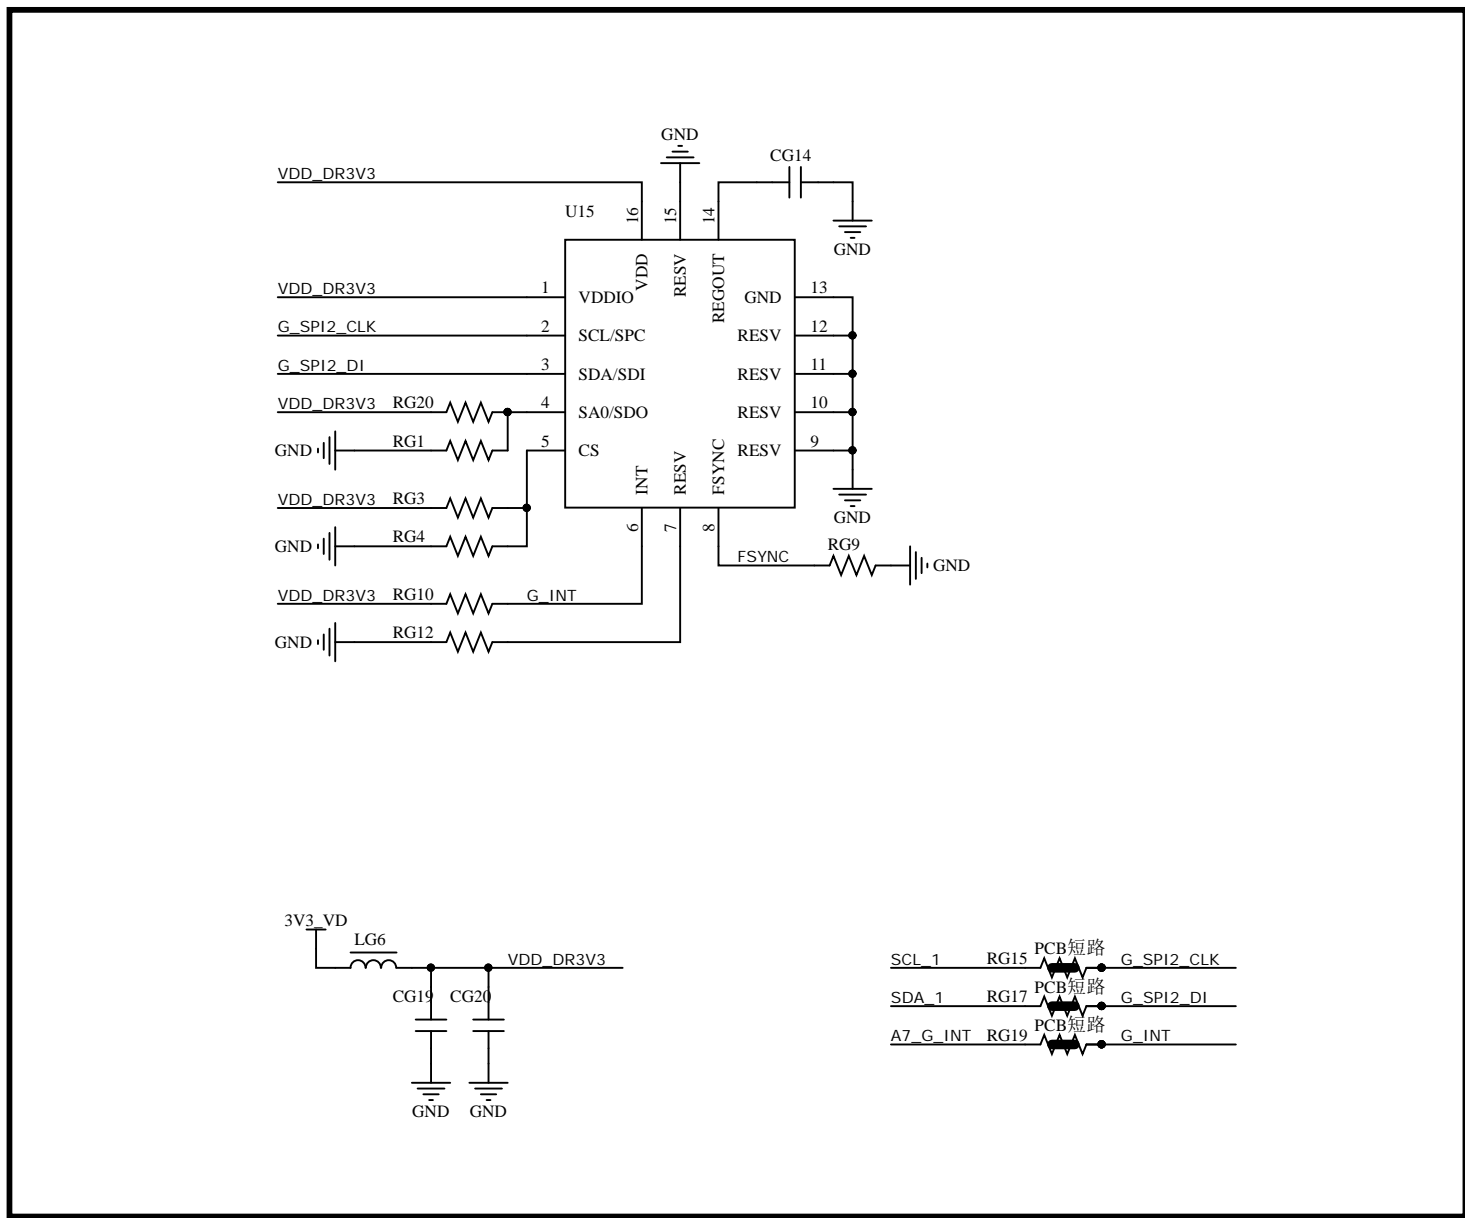 GND
CG14
VDD_DR3V3
U15
16
15
14
GND
VDD
RESV
REGOUT
VDD_DR3V3
1
VDDIO
GND
13
G_SPI2_CLK
2
SCL/SPC
RESV
12
G_SPI2_DI
3
SDA/SDI
RESV
11
VDD_DR3V3
RG20
4
SA0/SDO
RESV
10
GND
RG1
5
CS
RESV
9
INT
RESV
FSYNC
VDD_DR3V3
RG3
GND
6
7
8
GND
RG4
FSYNC
RG9
GND
VDD_DR3V3
RG10
G_INT
GND
RG12
3V3_VD
LG6
VDD_DR3V3
CG19
CG20
GND
GND
PCB短路
SCL_1
RG15
G_SPI2_CLK
PCB短路
SDA_1
RG17
G_SPI2_DI
PCB短路
A7_G_INT
RG19
G_INT